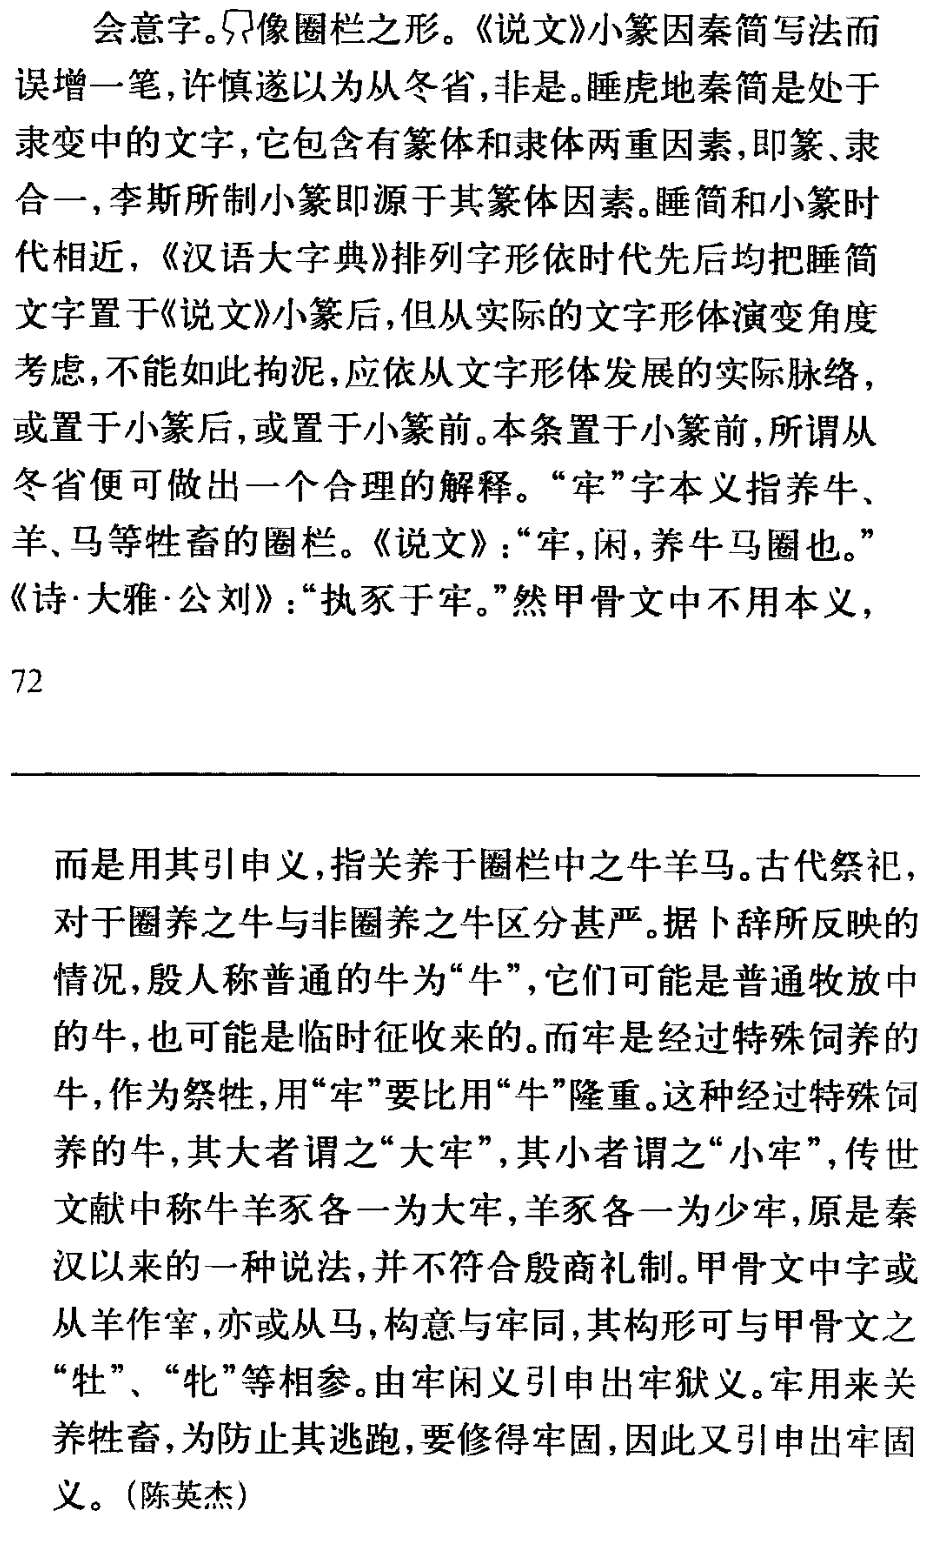 会意字。像圈栏之形。《说文》小篆因秦简写法而
误增一笔,许慎遂以为从冬省,非是。睡虎地秦简是处于
隶变中的文字,它包含有篆体和隶体两重因素,即篆、隶
合一,李斯所制小篆即源于其篆体因素。睡简和小篆时
代相近,《汉语大字典》排列字形依时代先后均把睡简
文字置于《说文》小篆后,但从实际的文字形体演变角度
考虑,不能如此拘泥,应依从文字形体发展的实际脉络,
或置于小篆后,或置于小篆前。本条置于小篆前,所谓从
冬省便可做出一个合理的解释。“牢”字本义指养牛、
羊、马等牲畜的圈栏。《说文》:“牢,闲,养牛马圈也。”
《诗·大雅·公刘》:“执豕于牢。”然甲骨文中不用本义,
72
而是用其引申义,指关养于圈栏中之牛羊马。古代祭祀,
对于圈养之牛与非圈养之牛区分甚严。据卜辞所反映的
情况,殷人称普通的牛为“牛”,它们可能是普通牧放中
的牛,也可能是临时征收来的。而牢是经过特殊饲养的
牛,作为祭牲,用“牢”要比用“牛”隆重。这种经过特殊饲
养的牛,其大者谓之“大牢”,其小者谓之“小牢”,传世
文献中称牛羊豕各一为大牢,羊豕各一为少牢,原是秦
汉以来的一种说法,并不符合殷商礼制。甲骨文中字或
从羊作宰,亦或从马,构意与牢同,其构形可与甲骨文之
“牡”、“牝”等相参。由牢闲义引申出牢狱义。牢用来关
养牲畜,为防止其逃跑,要修得牢固,因此又引申出牢固
义。(陈英杰)